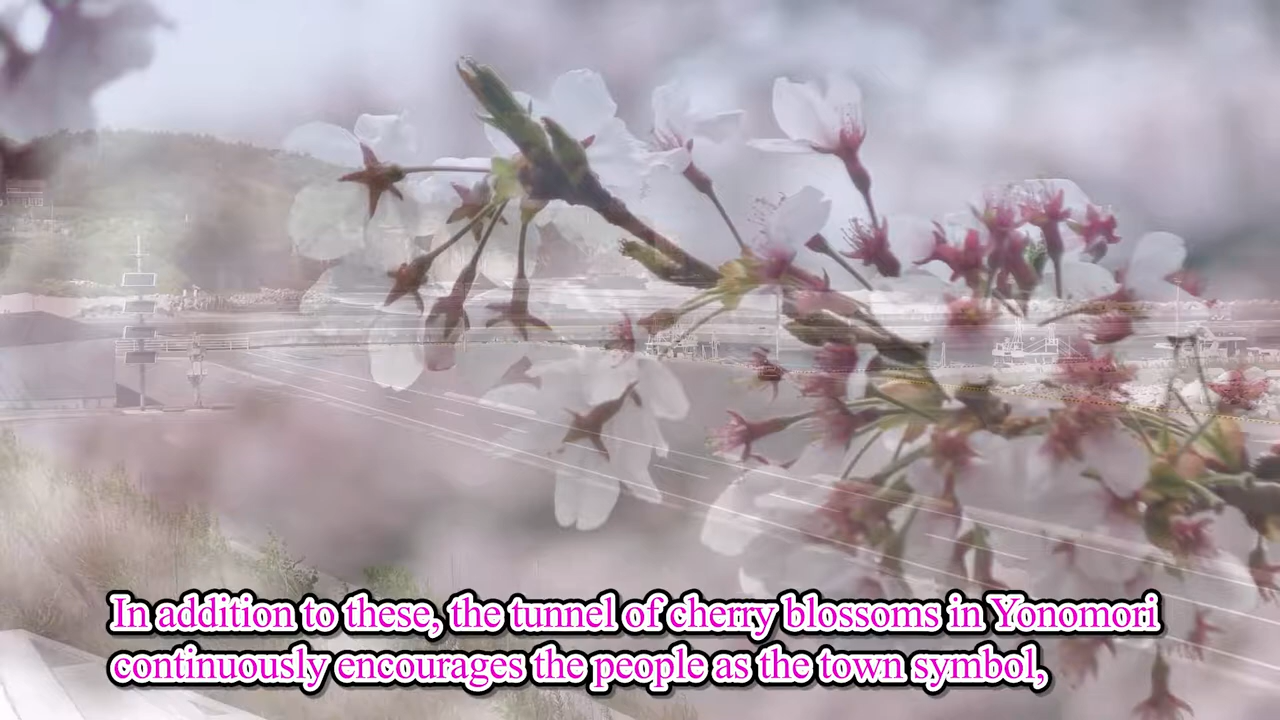 In addition to these, the tunnel of cherry blossoms in Yonomori
continuously encourages the people as the town symbol,